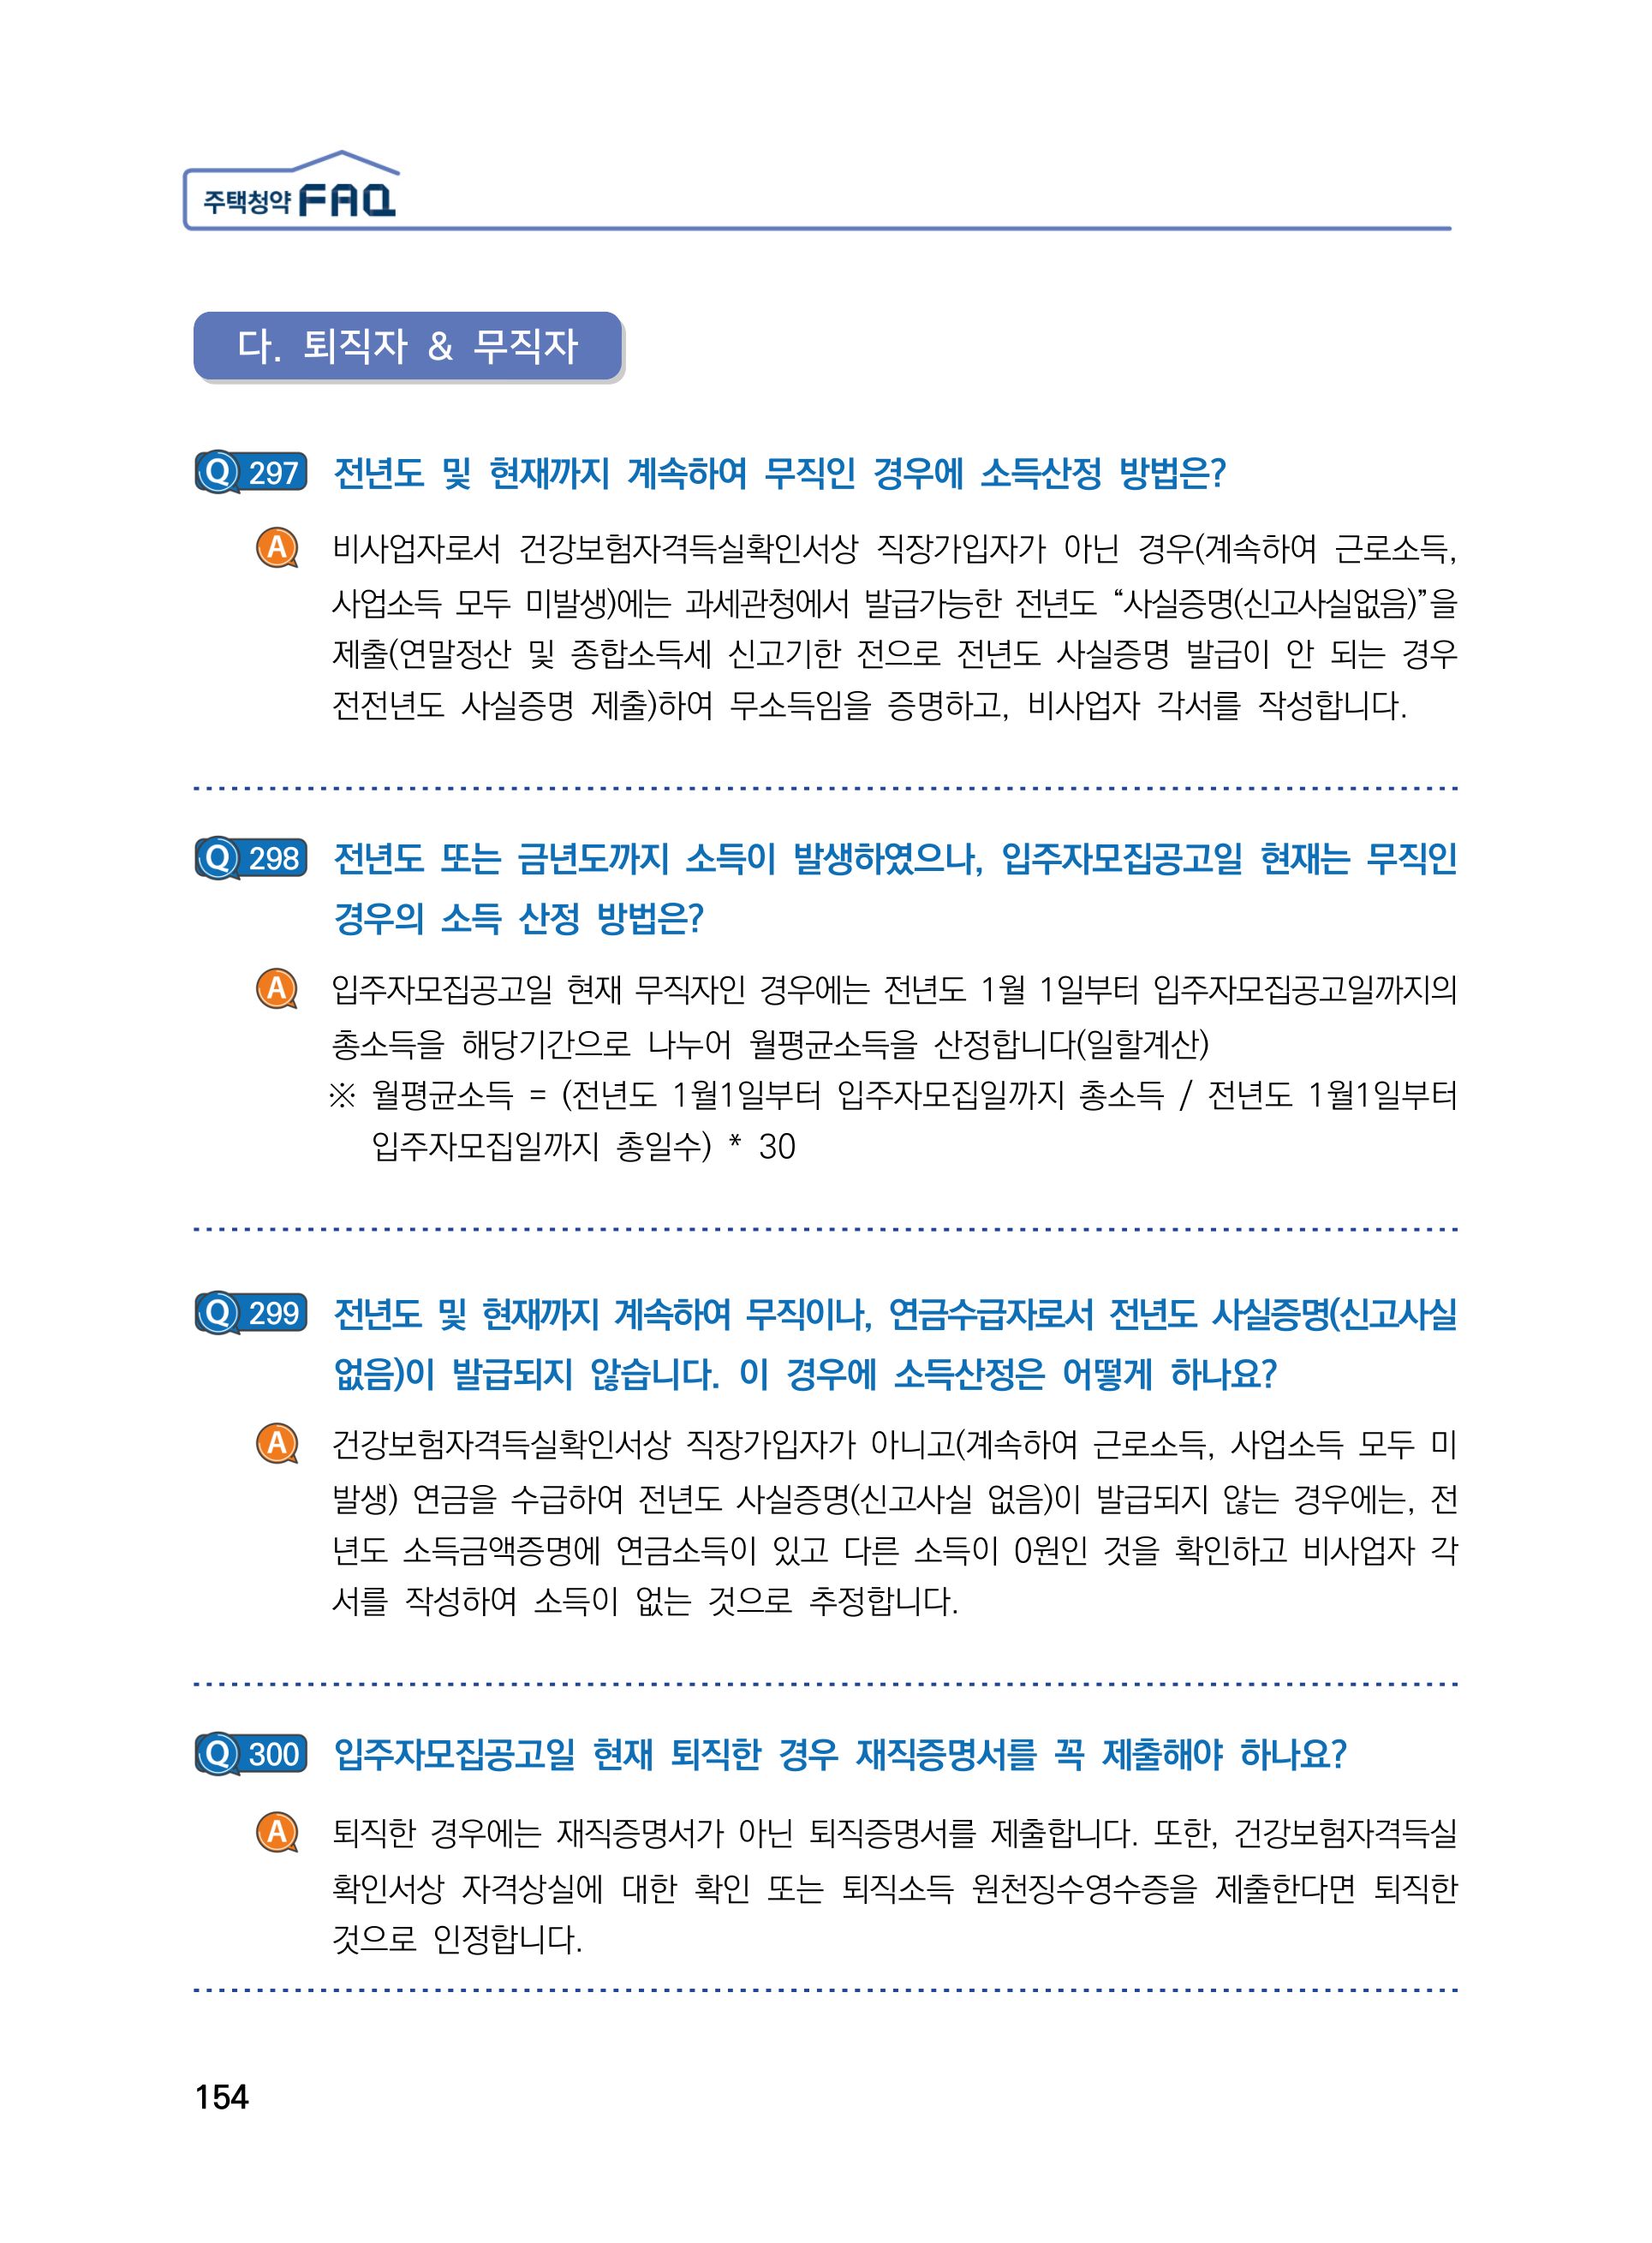 주택청약 FAQ
다. 퇴직자 & 무직자
Q 297 전년도 및 현재까지 계속하여 무직인 경우에 소득산정 방법은?
A 비사업자로서 건강보험자격득실확인서상 직장가입자가 아닌 경우(계속하여 근로소득,
사업소득 모두 미발생)에는 과세관청에서 발급가능한 전년도 “사실증명(신고사실없음)”을
제출(연말정산 및 종합소득세 신고기한 전으로 전년도 사실증명 발급이 안 되는 경우
전전년도 사실증명 제출)하여 무소득임을 증명하고, 비사업자 각서를 작성합니다.
Q 298 전년도 또는 금년도까지 소득이 발생하였으나, 입주자모집공고일 현재는 무직인
경우의 소득 산정 방법은?
A 입주자모집공고일 현재 무직자인 경우에는 전년도 1월 1일부터 입주자모집공고일까지의
총소득을 해당기간으로 나누어 월평균소득을 산정합니다(일할계산)
※ 월평균소득 = (전년도 1월1일부터 입주자모집일까지 총소득 / 전년도 1월1일부터
입주자모집일까지 총일수) * 30
Q 299 전년도 및 현재까지 계속하여 무직이나, 연금수급자로서 전년도 사실증명(신고사실
없음)이 발급되지 않습니다. 이 경우에 소득산정은 어떻게 하나요?
A 건강보험자격득실확인서상 직장가입자가 아니고(계속하여 근로소득, 사업소득 모두 미
발생) 연금을 수급하여 전년도 사실증명(신고사실 없음)이 발급되지 않는 경우에는, 전
년도 소득금액증명에 연금소득이 있고 다른 소득이 0원인 것을 확인하고 비사업자 각
서를 작성하여 소득이 없는 것으로 추정합니다.
Q 300 입주자모집공고일 현재 퇴직한 경우 재직증명서를 꼭 제출해야 하나요?
A 퇴직한 경우에는 재직증명서가 아닌 퇴직증명서를 제출합니다. 또한, 건강보험자격득실
확인서상 자격상실에 대한 확인 또는 퇴직소득 원천징수영수증을 제출한다면 퇴직한
것으로 인정합니다.
154